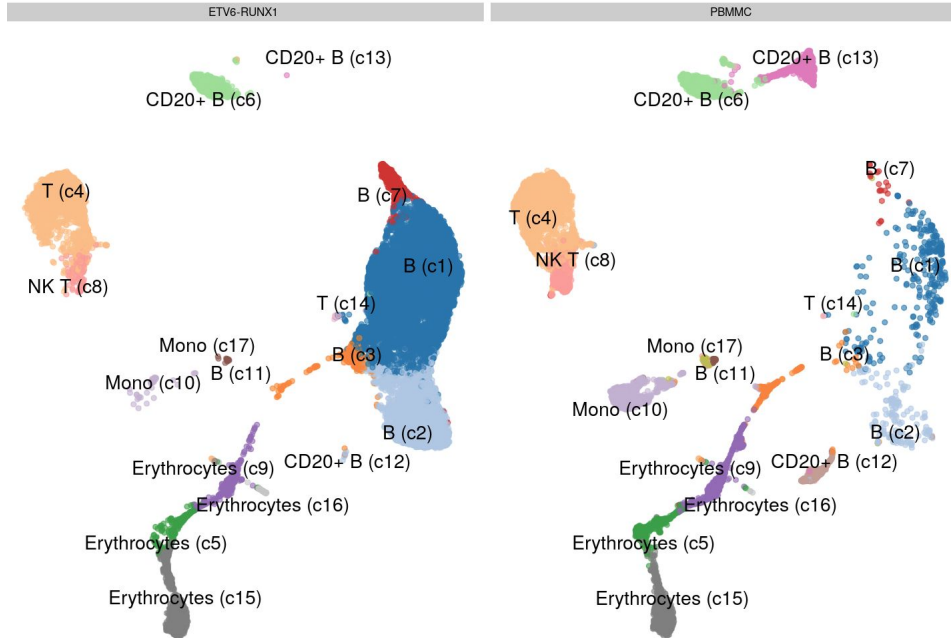 ETV6-RUNX1
CD20+ B (c13)
CD20+ B (c6)
T (c4)
B (c7)
B (c1)
NK T (c8)
T (c14)
Mono (c17)
B (c3)
B (c11)
Mono (c10)
B (c2)
CD20+ B (c12)
Erythrocytes (c9)
Erythrocytes (c16)
Erythrocytes (c5)
Erythrocytes (c15)
PBMMC
CD20+ B (c13)
CD20+ B (c6)
B (c7)
T (c4)
NK T (c8)
B (c1)
T (c14)
Mono (c17)
B (c3)
B (c11)
Mono (c10)
B (c2)
CD20+ B (c12)
Erythrocytes (c9)
Erythrocytes (c16)
Erythrocytes (c5)
Erythrocytes (c15)